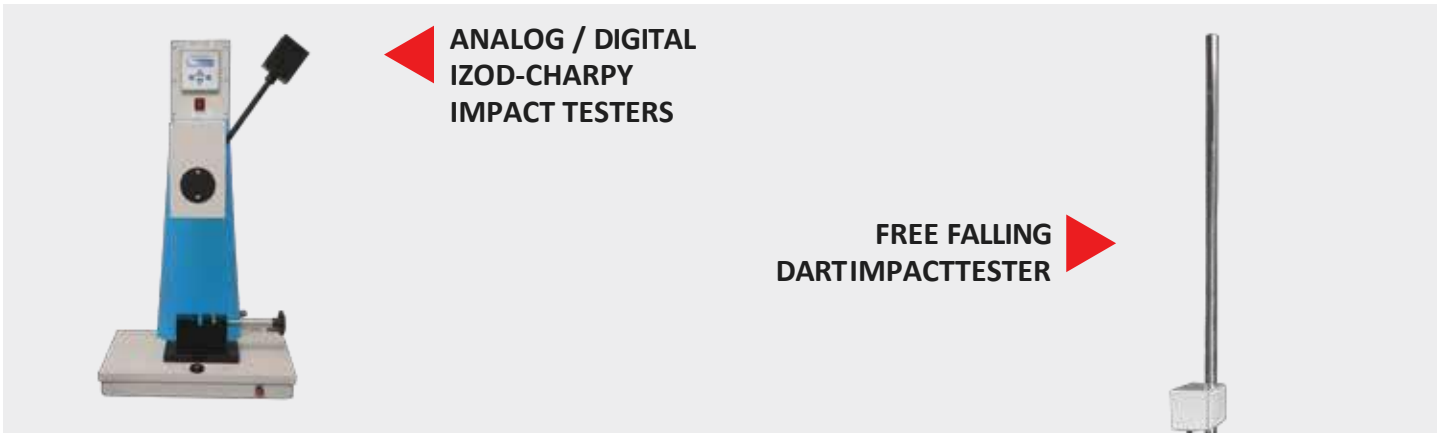 ANALOG / DIGITAL
IZOD-CHARPY
IMPACT TESTERS
FREE FALLING
DARTIMPACTTESTER